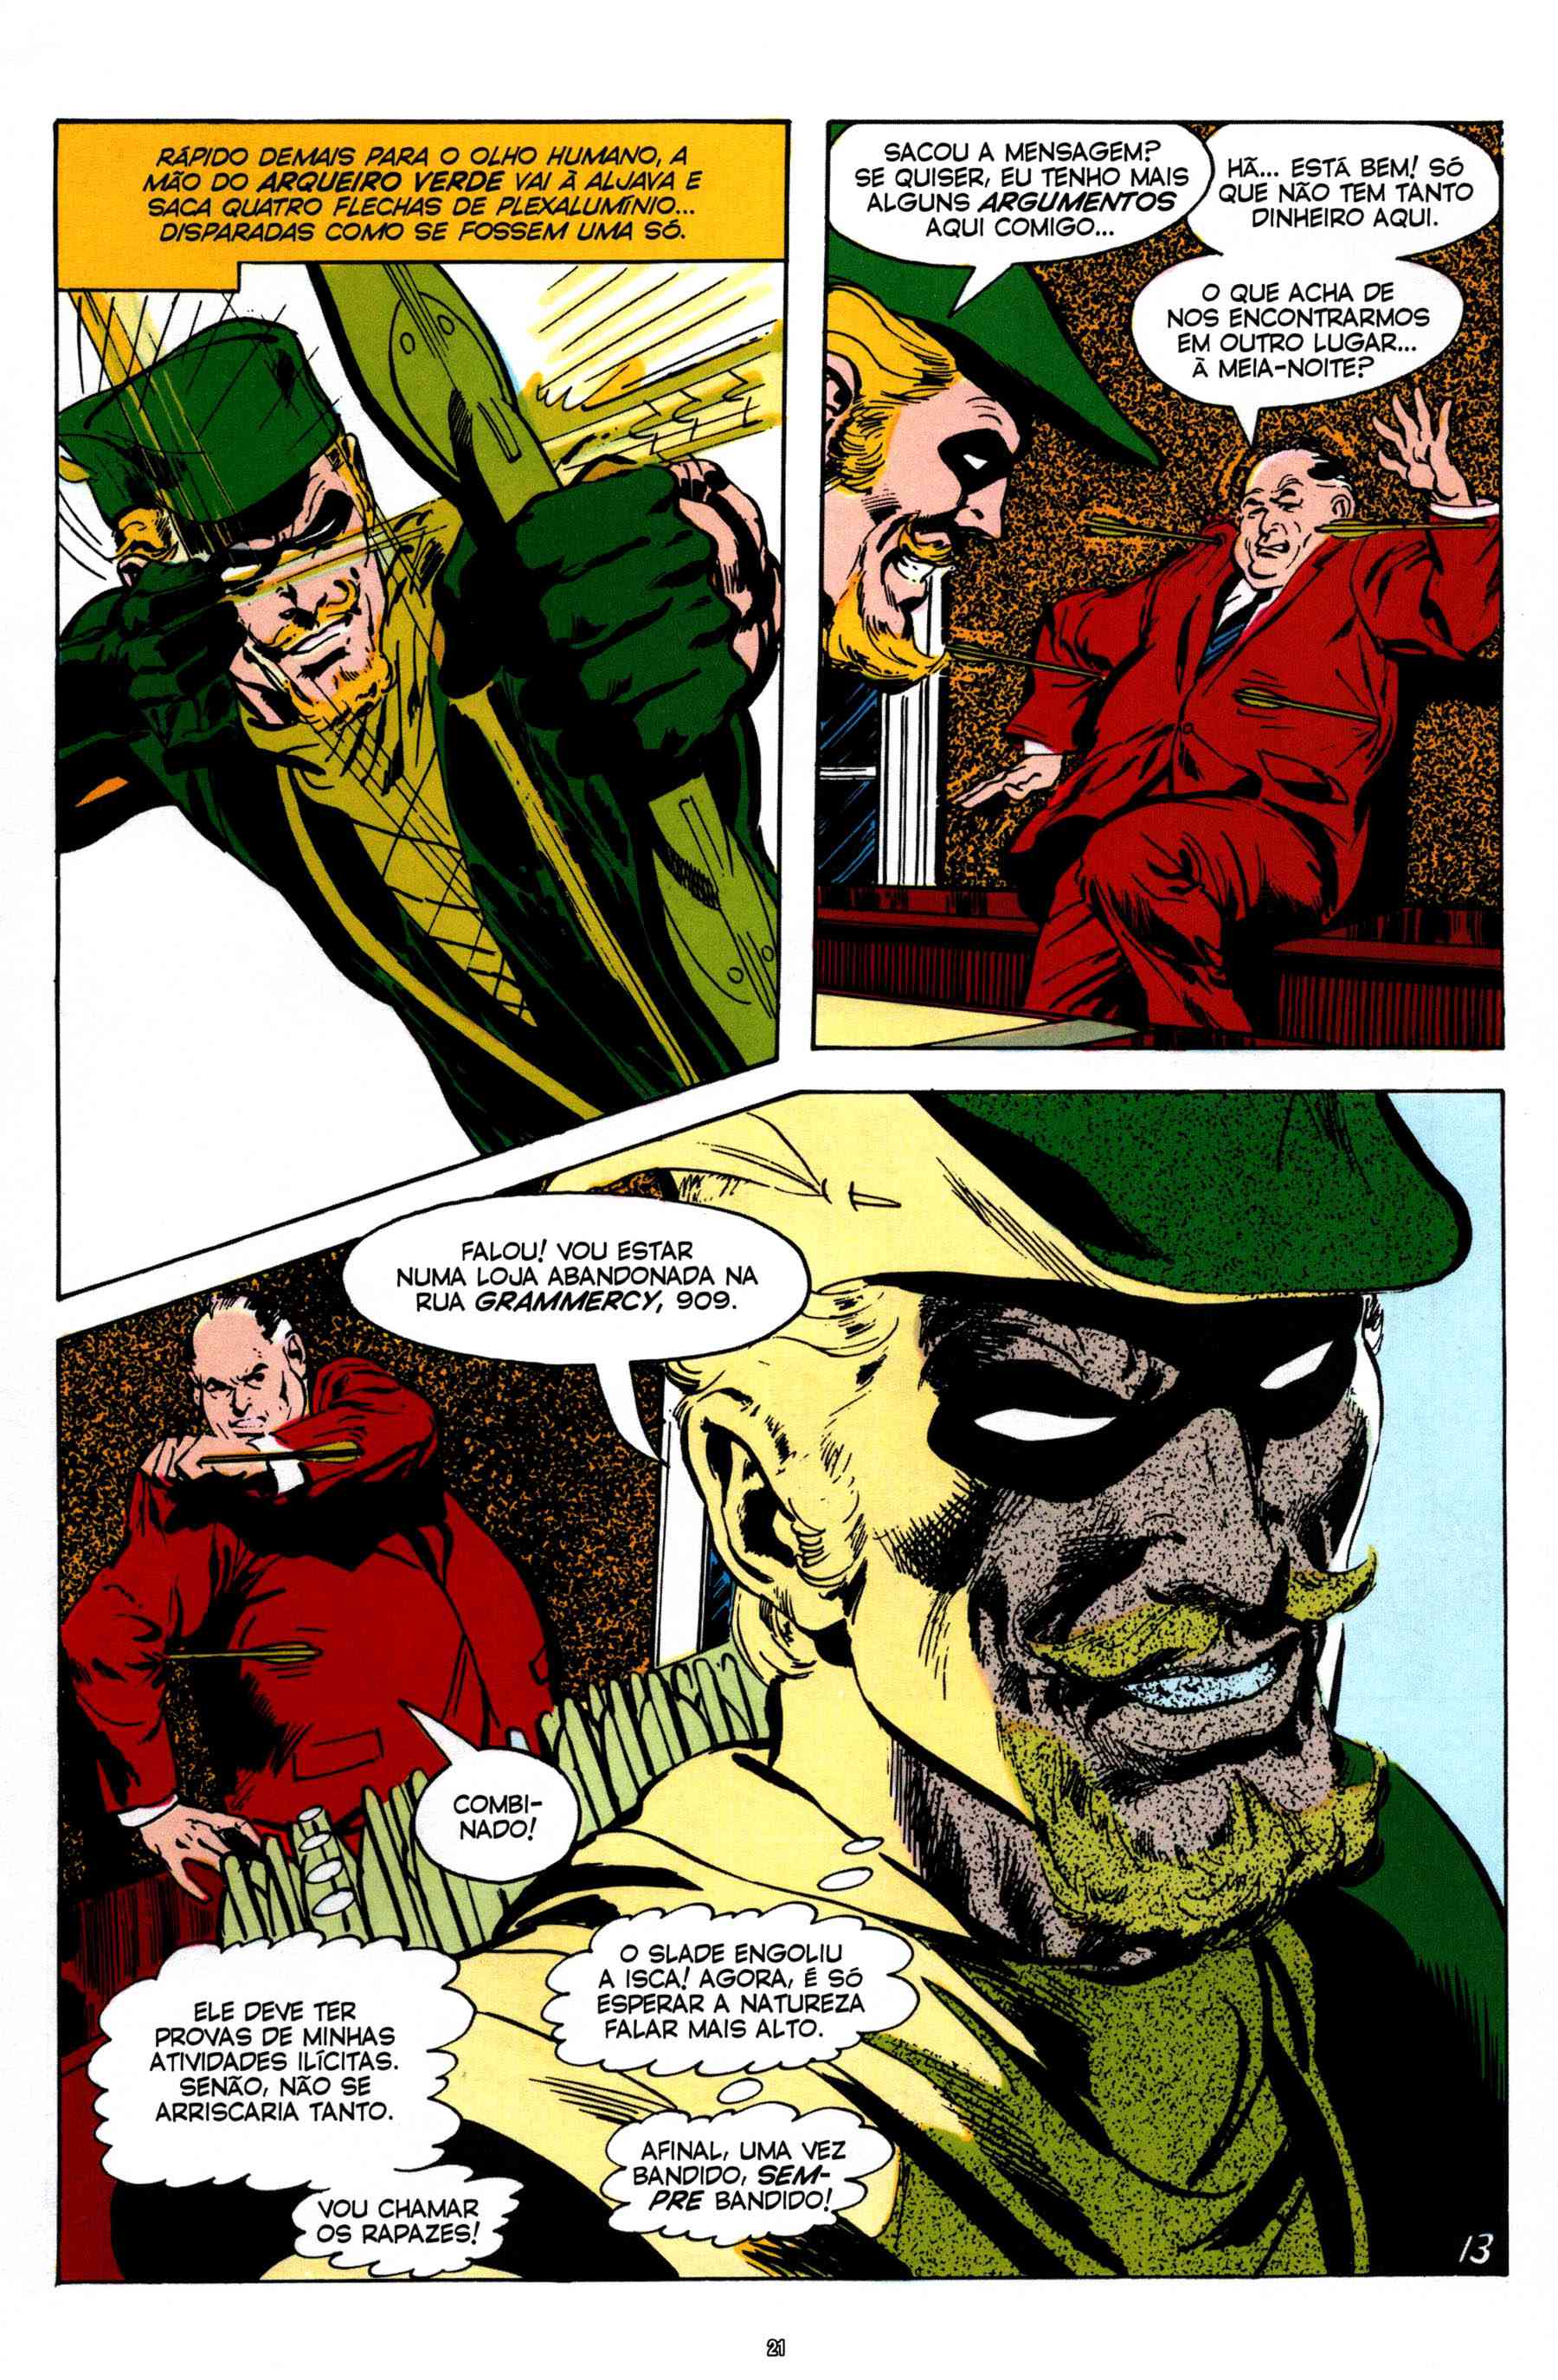 RÁPIDO DEMAIS PARA O OLHO HUMANO, A
MÃO DO ARQUEIRO VERDE VAI À ALJAVA E
SACA QUATRO FLECHAS DE PLEXALUMÍNIO...
DISPARADAS COMO SE FOSSEM UMA SÓ.
SACOU A MENSAGEM?
SE QUISER, EU TENHO MAIS
ALGUNS ARGUMENTOS
AQUI COMIGO...
HÃ... ESTÁ BEM! SÓ
QUE NÃO TEM TANTO
DINHEIRO AQUI.
O QUE ACHA DE
NOS ENCONTRARMOS
EM OUTRO LUGAR...
À MEIA-NOITE?
FALOU! VOU ESTAR
NUMA LOJA ABANDONADA NA
RUA GRAMMERCY, 909.
COMBI-
NADO!
ELE DEVE TER
PROVAS DE MINHAS
ATIVIDADES ILÍCITAS.
SENÃO, NÃO SE
ARRISCARIA TANTO.
VOU CHAMAR
OS RAPAZES!
O SLADE ENGOLIU
A ISCA! AGORA, É SÓ
ESPERAR A NATUREZA
FALAR MAIS ALTO.
AFINAL, UMA VEZ
BANDIDO, SEM-
PRE BANDIDO!
13
21